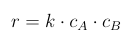 r = k · c_A · c_B